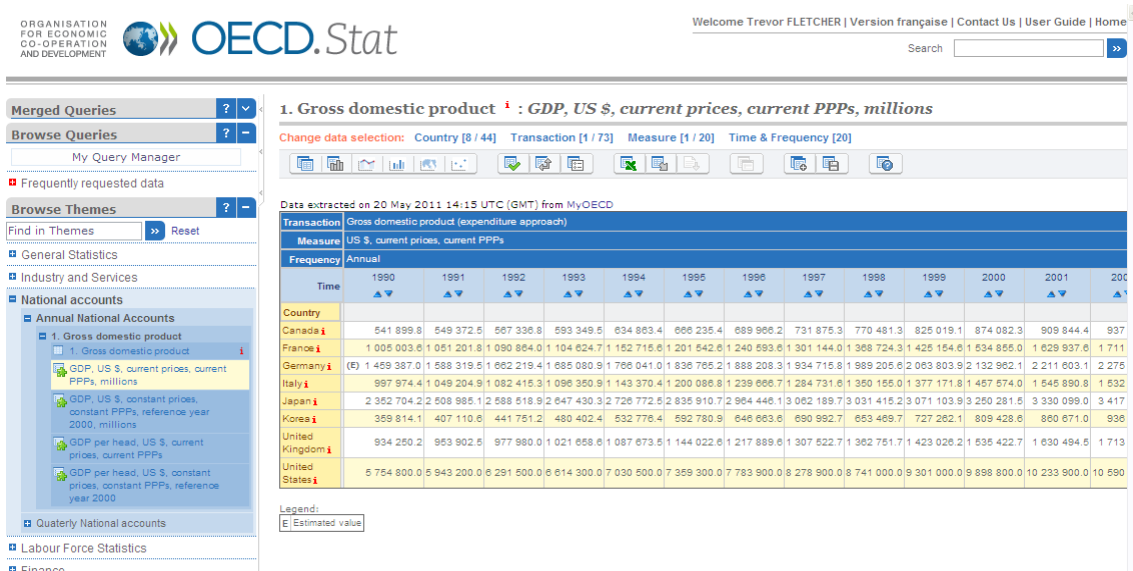 ORGANISATION
FOR ECONOMIC
CO-OPERATION
AND DEVELOPMENT
OECD.Stat
Welcome Trevor FLETCHER | Version française | Contact Us | User Guide | Home
Search
Merged Queries ?
Browse Queries ? –
My Query Manager
Frequently requested data
Browse Themes ? –
Find in Themes » Reset
General Statistics
Industry and Services
National accounts
Annual National Accounts
1. Gross domestic product
1. Gross domestic product i
GDP, US $, current prices, current
PPPs, millions
GDP, US $, constant prices,
constant PPPs, reference year
2000, millions
GDP per head, US $, current
prices, current PPPs
GDP per head, US $, constant
prices, constant PPPs, reference
year 2000
Quaterly National accounts
Labour Force Statistics
Finance
1. Gross domestic product i : GDP, US $, current prices, current PPPs, millions
Change data selection: Country [8 / 44] Transaction [1 / 73] Measure [1 / 20] Time & Frequency [20]
Data extracted on 20 May 2011 14:15 UTC (GMT) from MyOECD
Transaction Gross domestic product (expenditure approach)
Measure US $, current prices, current PPPs
Frequency Annual
Time 1990 1991 1992 1993 1994 1995 1996 1997 1998 1999 2000 2001 200
Country
Canada i 541 899.8 549 372.5 567 336.8 593 349.5 634 863.4 666 235.4 689 966.2 731 875.3 770 481.3 825 019.1 874 082.3 909 844.4 937
France i 1 005 003.6 1 051 201.8 1 090 864.0 1 104 624.7 1 152 715.6 1 201 542.6 1 240 593.6 1 301 144.0 1 368 724.3 1 425 154.6 1 534 855.0 1 629 937.6 1 711
Germany i (E) 1 459 387.0 1 588 319.5 1 662 219.4 1 685 080.9 1 766 041.0 1 836 765.2 1 888 208.3 1 934 715.8 1 989 205.6 2 063 803.9 2 132 962.1 2 211 603.1 2 275
Italy i 997 974.4 1 049 204.9 1 082 415.3 1 096 350.9 1 143 370.4 1 200 086.8 1 239 666.7 1 284 731.6 1 350 155.0 1 377 171.8 1 457 574.0 1 545 890.8 1 532
Japan i 2 352 704.2 2 508 985.1 2 588 518.9 2 647 430.3 2 726 772.5 2 835 910.7 2 964 446.1 3 062 189.7 3 031 415.2 3 071 103.9 3 250 281.5 3 330 099.0 3 417
Korea i 359 814.1 407 110.6 441 751.2 480 402.4 532 776.4 592 780.9 646 663.6 690 992.7 653 469.7 727 262.1 809 428.6 860 671.0 936
United
Kingdom i 934 250.2 953 902.5 977 980.0 1 021 658.6 1 087 673.5 1 144 022.6 1 217 889.6 1 307 522.7 1 362 751.7 1 423 026.2 1 535 422.7 1 630 494.5 1 713
United
States i 5 754 800.0 5 943 200.0 6 291 500.0 6 614 300.0 7 030 500.0 7 359 300.0 7 783 900.0 8 278 900.0 8 741 000.0 9 301 000.0 9 898 800.0 10 233 900.0 10 590
Legend:
E Estimated value